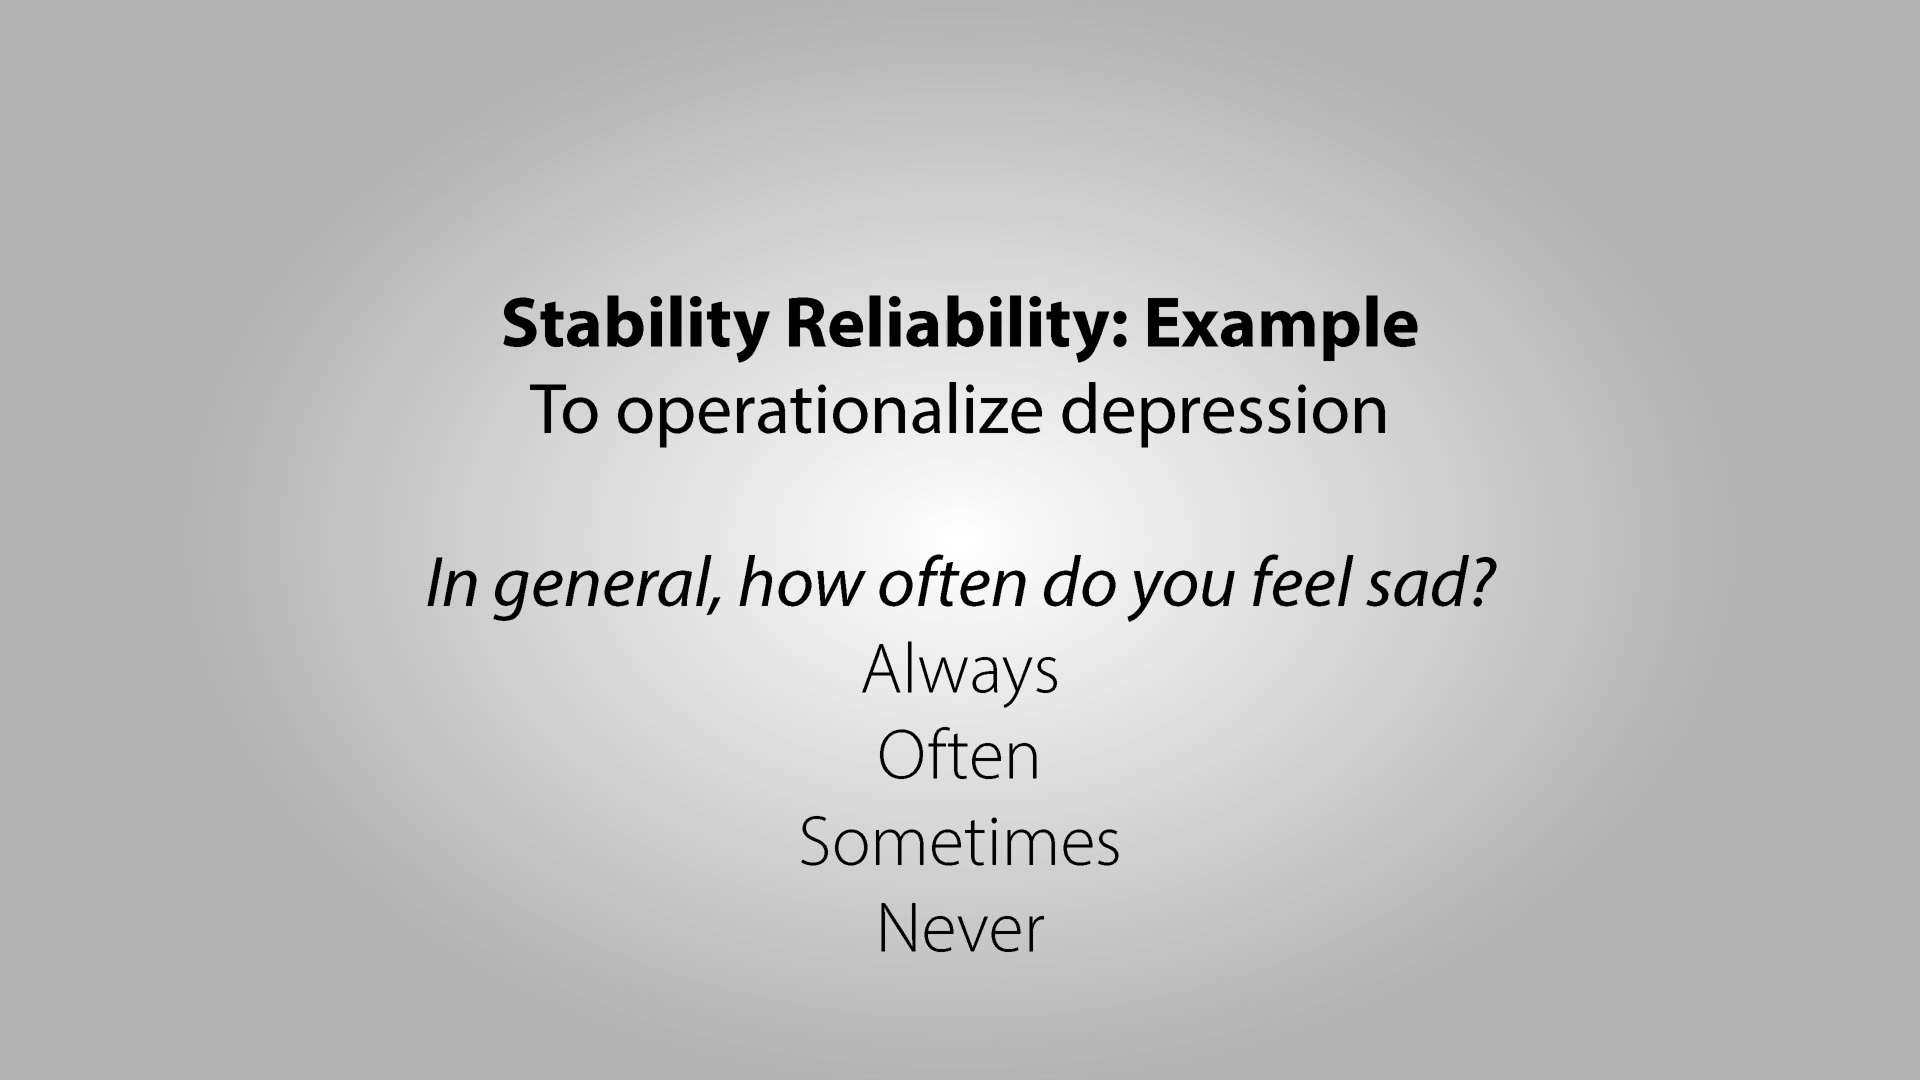 Stability Reliability: Example
To operationalize depression
In general, how often do you feel sad?
Always
Often
Sometimes
Never